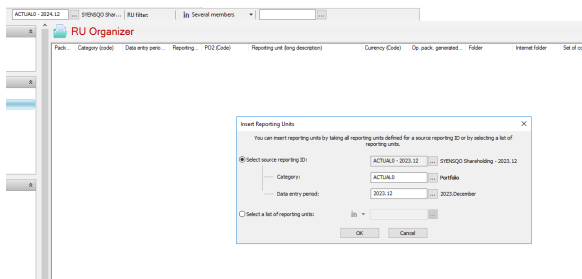 ACTUAL0 - 2024.12 ... SYENSQO Shar... RU filter: in Several members ...
RU Organizer
Pack... Category (code) Data entry perio... Reporting... PO2 (Code) Reporting unit (long description) Currency (Code) Op. pack. generated... Folder Internet folder Set of co
Insert Reporting Units
You can insert reporting units by taking all reporting units defined for a source reporting ID or by selecting a list of
reporting units.
Select source reporting ID: ACTUAL0 - 2023.12 ... SYENSQO Shareholding - 2023.12
Category: ACTUAL0 ... Portfolio
Data entry period: 2023.12 ... 2023.December
Select a list of reporting units: in ...
OK Cancel